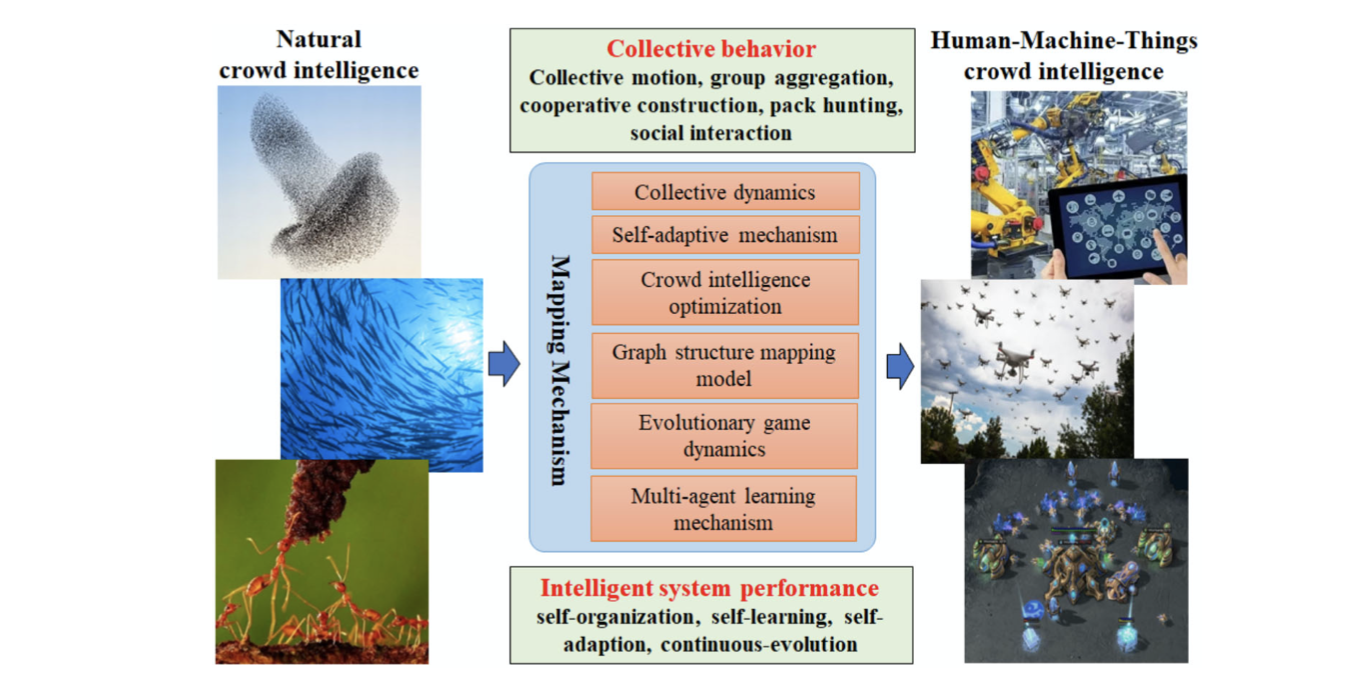 Natural
crowd intelligence
Collective behavior
Collective motion, group aggregation,
cooperative construction, pack hunting,
social interaction
Human-Machine-Things
crowd intelligence
Mapping Mechanism
Collective dynamics
Self-adaptive mechanism
Crowd intelligence
optimization
Graph structure mapping
model
Evolutionary game
dynamics
Multi-agent learning
mechanism
Intelligent system performance
self-organization, self-learning, self-
adaption, continuous-evolution